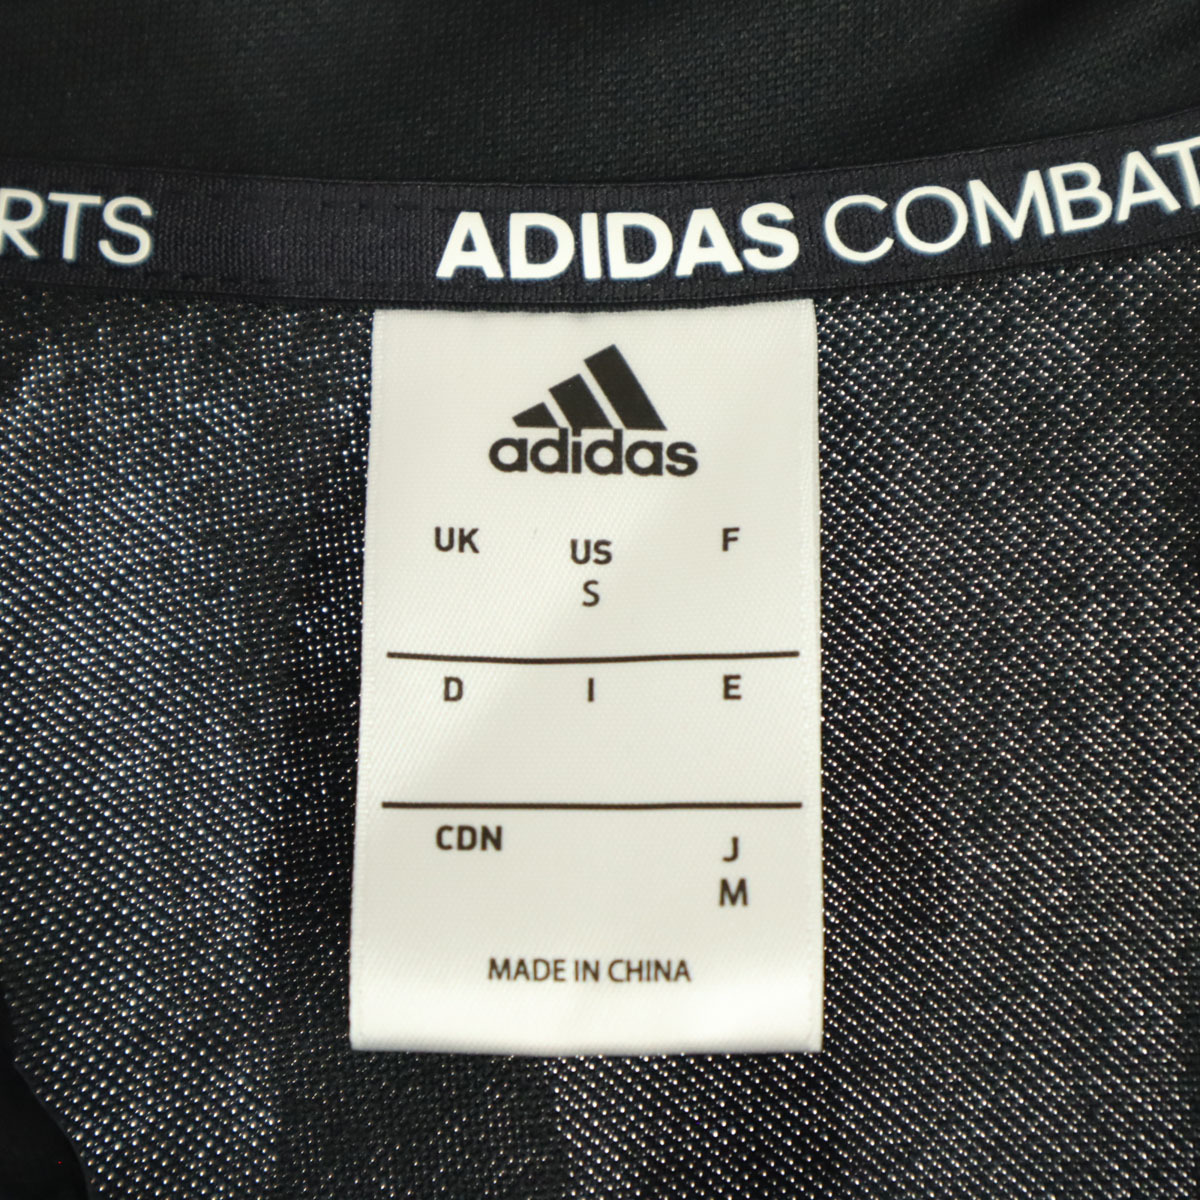 RTS ADIDAS COMBAT
adidas
UK US F
S
D I E
CDN J
M
MADE IN CHINA